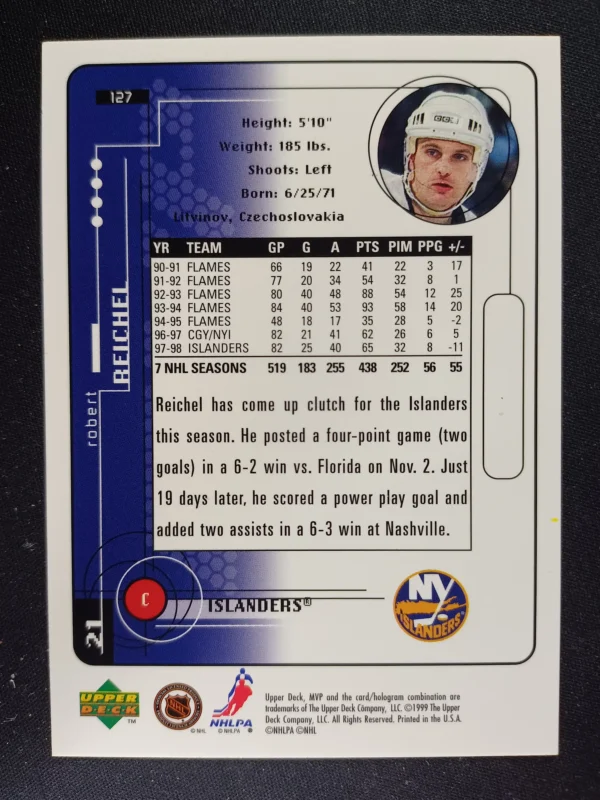 127
Height: 5'10"
Weight: 185 lbs.
Shoots: Left
Born: 6/25/71
Litvinov, Czechoslovakia
robert REICHEL
YR TEAM GP G A PTS PIM PPG +/-
90-91 FLAMES 66 19 22 41 22 3 17
91-92 FLAMES 77 20 34 54 32 8 1
92-93 FLAMES 80 40 48 88 54 12 25
93-94 FLAMES 84 40 53 93 58 14 20
94-95 FLAMES 48 18 17 35 28 5 -2
96-97 CGY/NYI 82 21 41 62 26 6 5
97-98 ISLANDERS 82 25 40 65 32 8 -11
7 NHL SEASONS 519 183 255 438 252 56 55
Reichel has come up clutch for the Islanders
this season. He posted a four-point game (two
goals) in a 6-2 win vs. Florida on Nov. 2. Just
19 days later, he scored a power play goal and
added two assists in a 6-3 win at Nashville.
21
C
ISLANDERS®
NY
ISLANDERS
UPPER
DECK
TM
NHL
©NHL
NHLPA
©NHLPA
Upper Deck, MVP and the card/hologram combination are
trademarks of The Upper Deck Company, LLC. ©1999 The Upper
Deck Company, LLC. All Rights Reserved. Printed in the U.S.A.
©NHLPA ©NHL